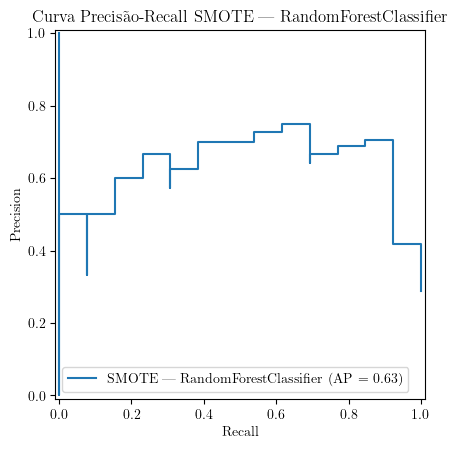 Curva Precisão-Recall SMOTE — RandomForestClassifier
1.0
0.8
0.6
0.4
0.2
0.0
Precision
SMOTE — RandomForestClassifier (AP = 0.63)
0.0 0.2 0.4 0.6 0.8 1.0
Recall